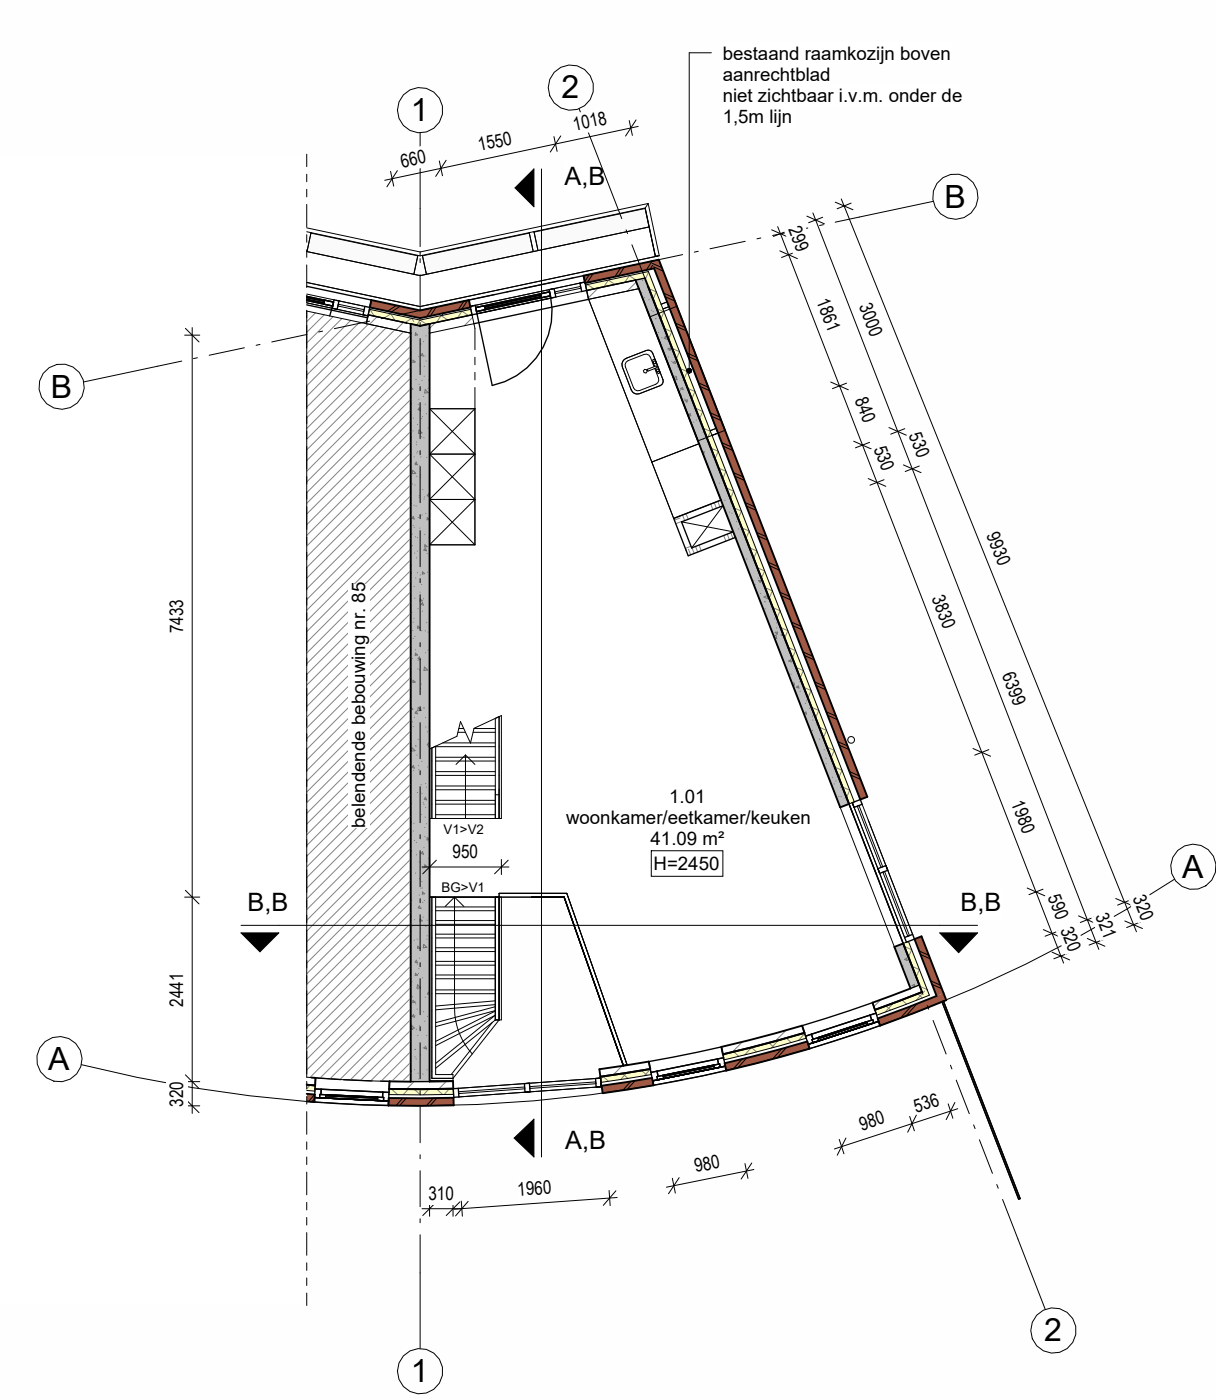 bestaand raamkozijn boven
aanrechtblad
niet zichtbaar i.v.m. onder de
1,5m lijn
1
2
660
1550
1018
A,B
B
299
1861
3000
840
530
530
9930
3830
6399
1980
590
320
321
320
B
7433
2441
320
belendende bebouwing nr. 85
1.01
woonkamer/eetkamer/keuken
41.09 m²
H=2450
V1>V2
950
BG>V1
B,B
B,B
A
A
A,B
310
1960
980
980
536
1
2